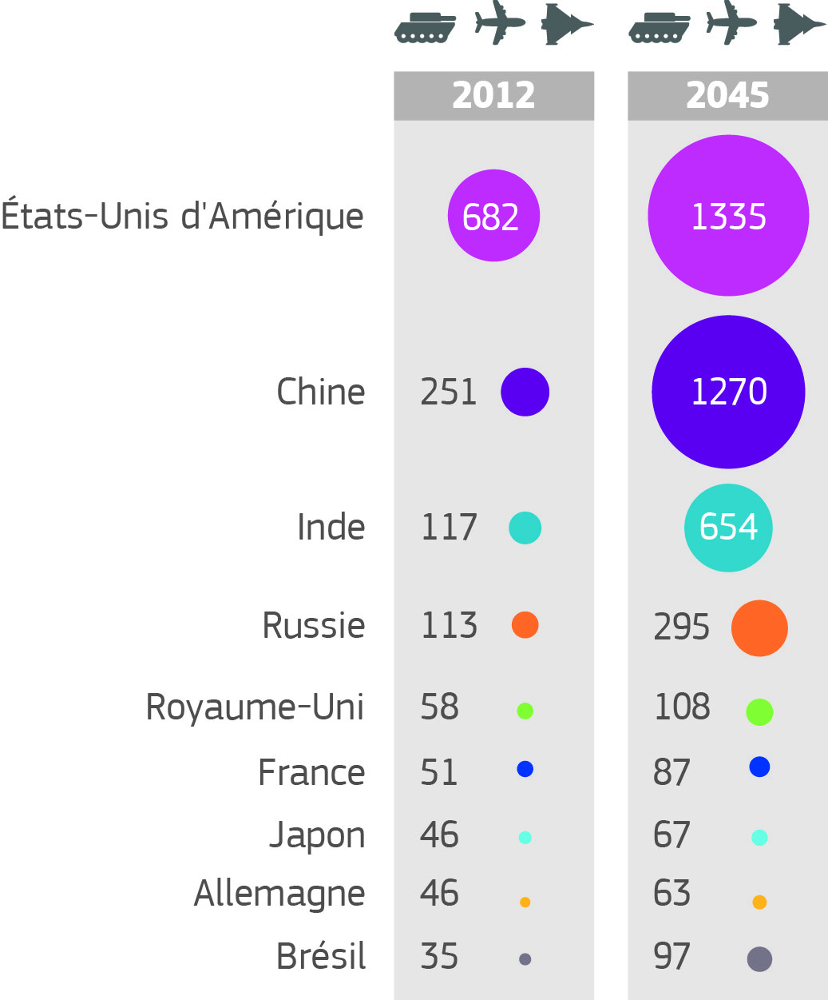 2012 2045
États-Unis d'Amérique 682 1335
Chine 251 1270
Inde 117 654
Russie 113 295
Royaume-Uni 58 108
France 51 87
Japon 46 67
Allemagne 46 63
Brésil 35 97